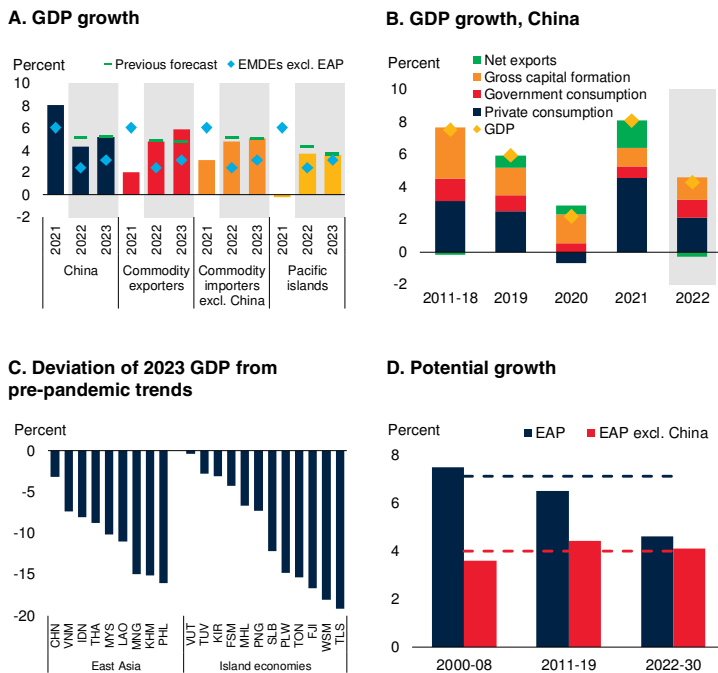 A. GDP growth
Percent
Previous forecast
EMDEs excl. EAP
10
8
6
4
2
0
-2
2021
2022
2023
2021
2022
2023
2021
2022
2023
2021
2022
2023
China
Commodity
exporters
Commodity
importers
excl. China
Pacific
islands
B. GDP growth, China
Percent
Net exports
Gross capital formation
Government consumption
Private consumption
GDP
10
8
6
4
2
0
-2
2011-18
2019
2020
2021
2022
C. Deviation of 2023 GDP from
pre-pandemic trends
Percent
0
-5
-10
-15
-20
CHN
VNM
IDN
THA
MYS
LAO
MNG
KHM
PHL
VUT
TUV
KIR
FSM
MHL
PNG
SLB
PLW
TON
FJI
WSM
TLS
East Asia
Island economies
D. Potential growth
Percent
EAP
EAP excl. China
8
6
4
2
0
2000-08
2011-19
2022-30